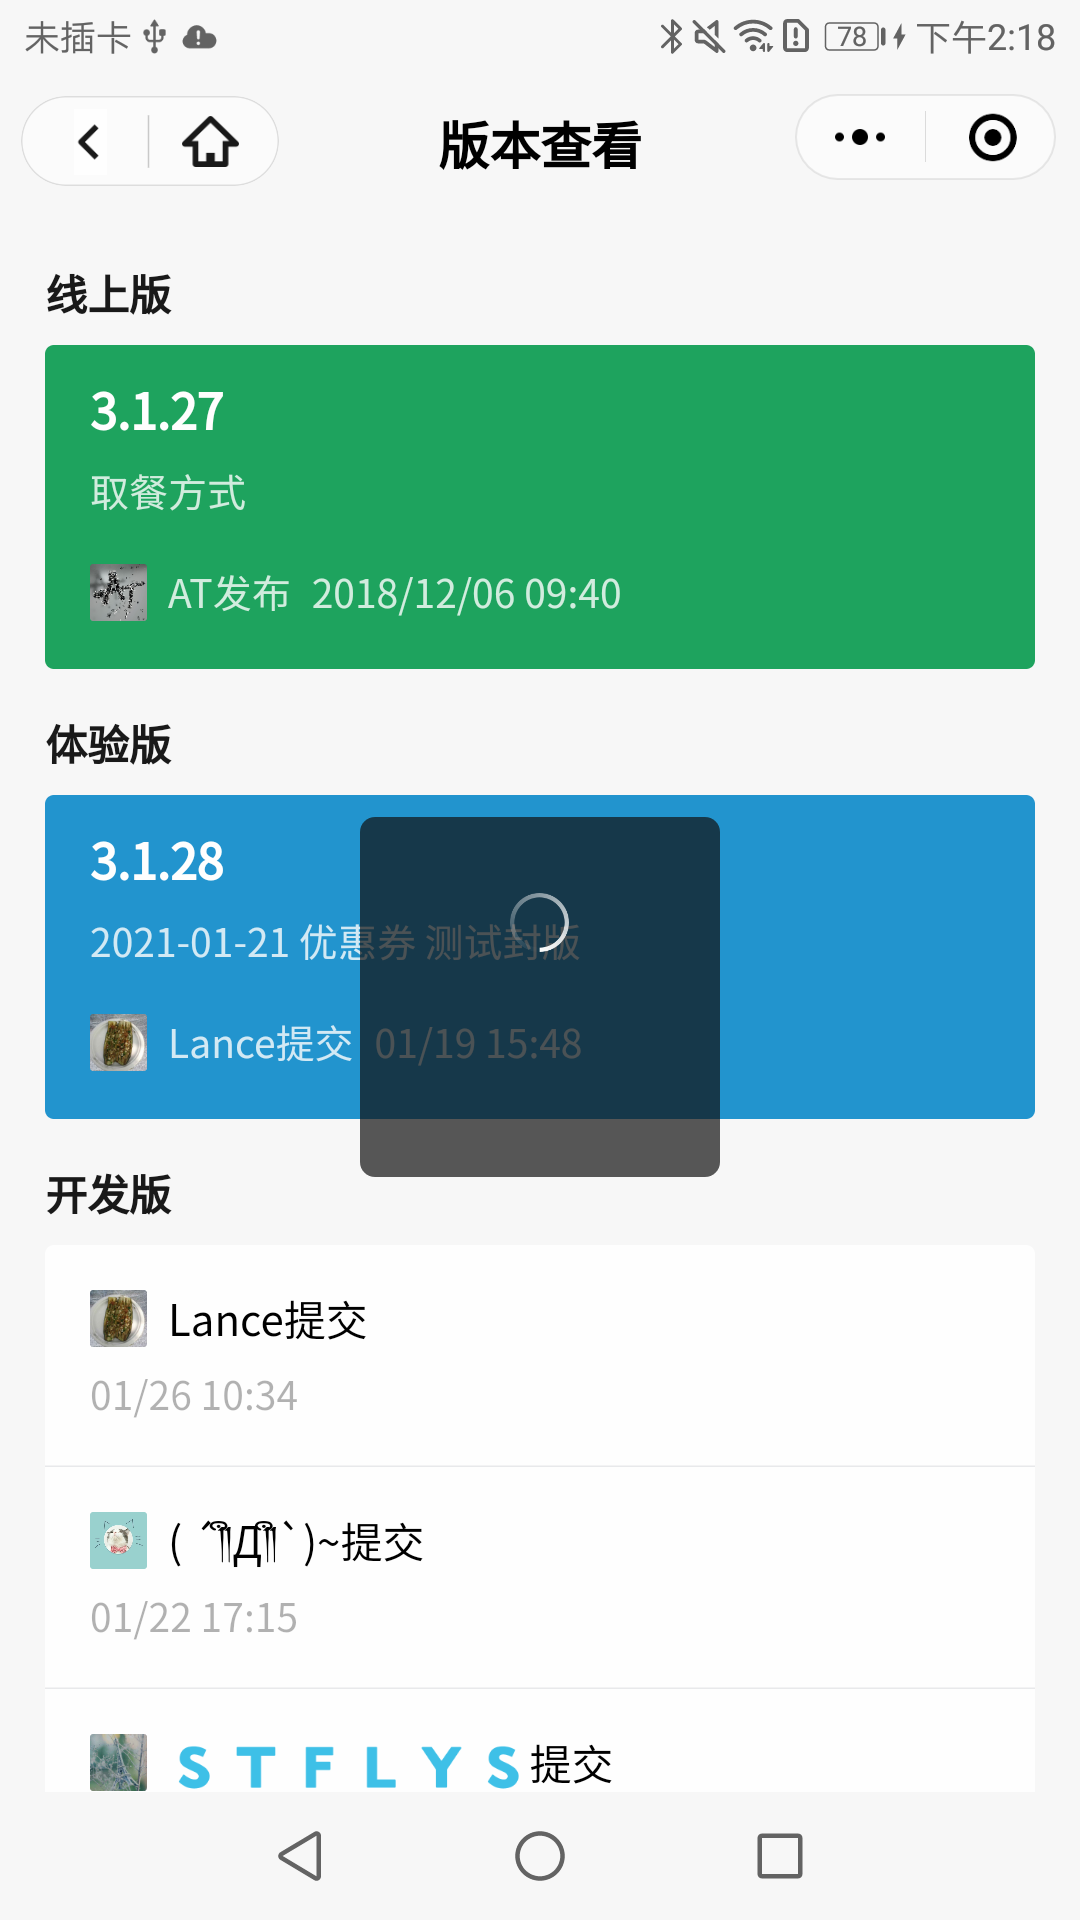 未插卡 78 下午2:18
版本查看
线上版
3.1.27
取餐方式
AT发布 2018/12/06 09:40
体验版
3.1.28
2021-01-21 优惠券 测试封版
Lance提交 01/19 15:48
开发版
Lance提交
01/26 10:34
01/22 17:15
S T F L Y S 提交